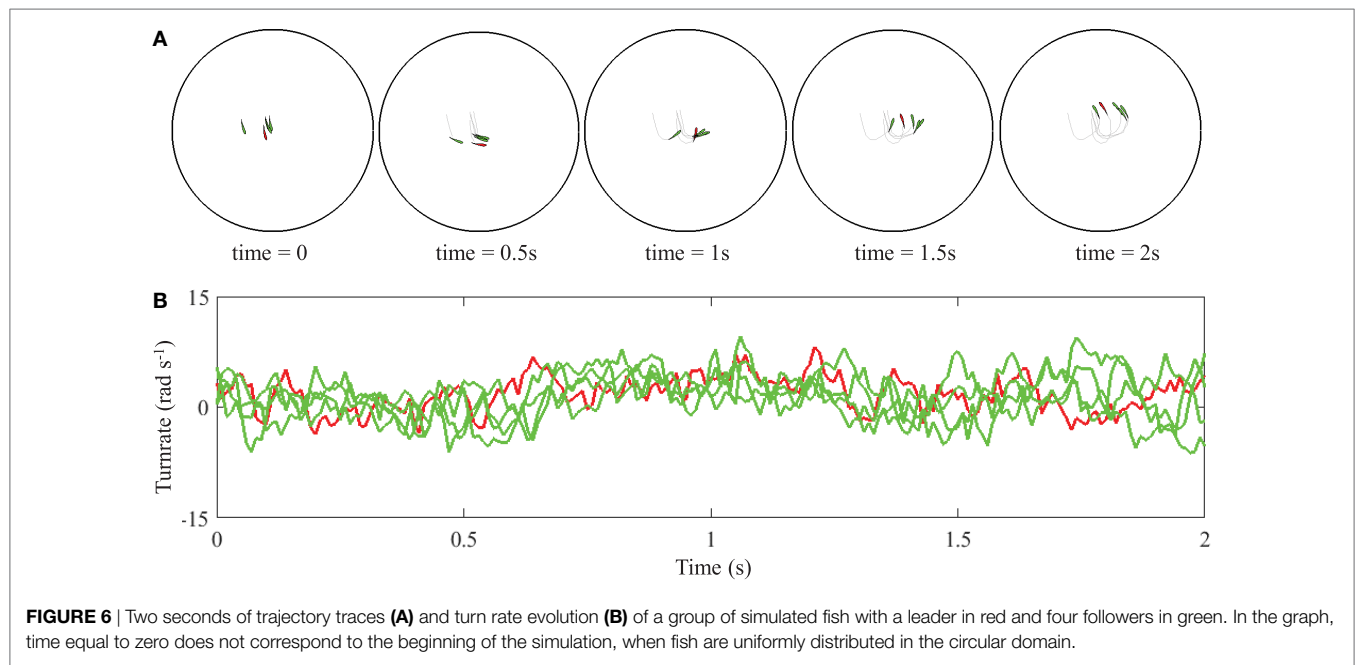 A
time = 0
time = 0.5s
time = 1s
time = 1.5s
time = 2s
B
15
0
-15
Turnrate (rad s⁻¹)
0
0.5
1
1.5
2
Time (s)
FIGURE 6 | Two seconds of trajectory traces (A) and turn rate evolution (B) of a group of simulated fish with a leader in red and four followers in green. In the graph,
time equal to zero does not correspond to the beginning of the simulation, when fish are uniformly distributed in the circular domain.